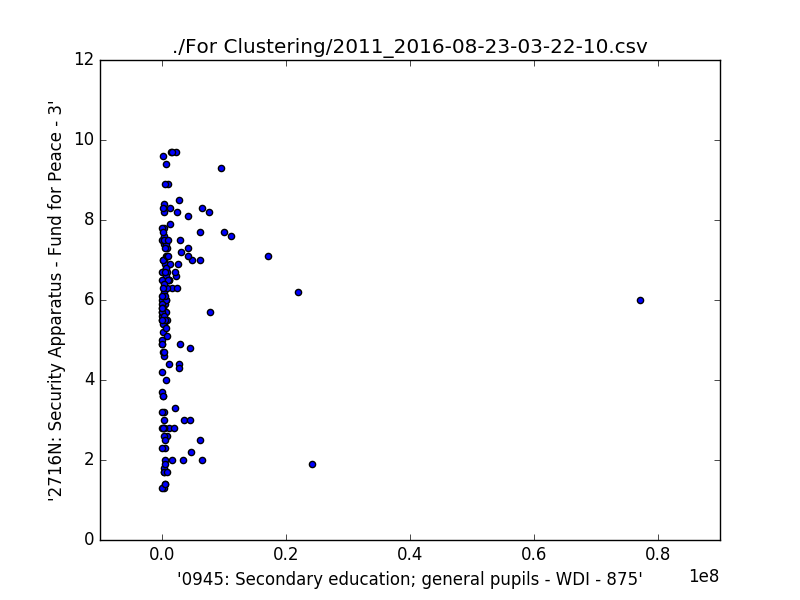 ./For Clustering/2011_2016-08-23-03-22-10.csv
12
10
8
6
4
2
0
'2716N: Security Apparatus - Fund for Peace - 3'
0.0 0.2 0.4 0.6 0.8
1e8
'0945: Secondary education; general pupils - WDI - 875'